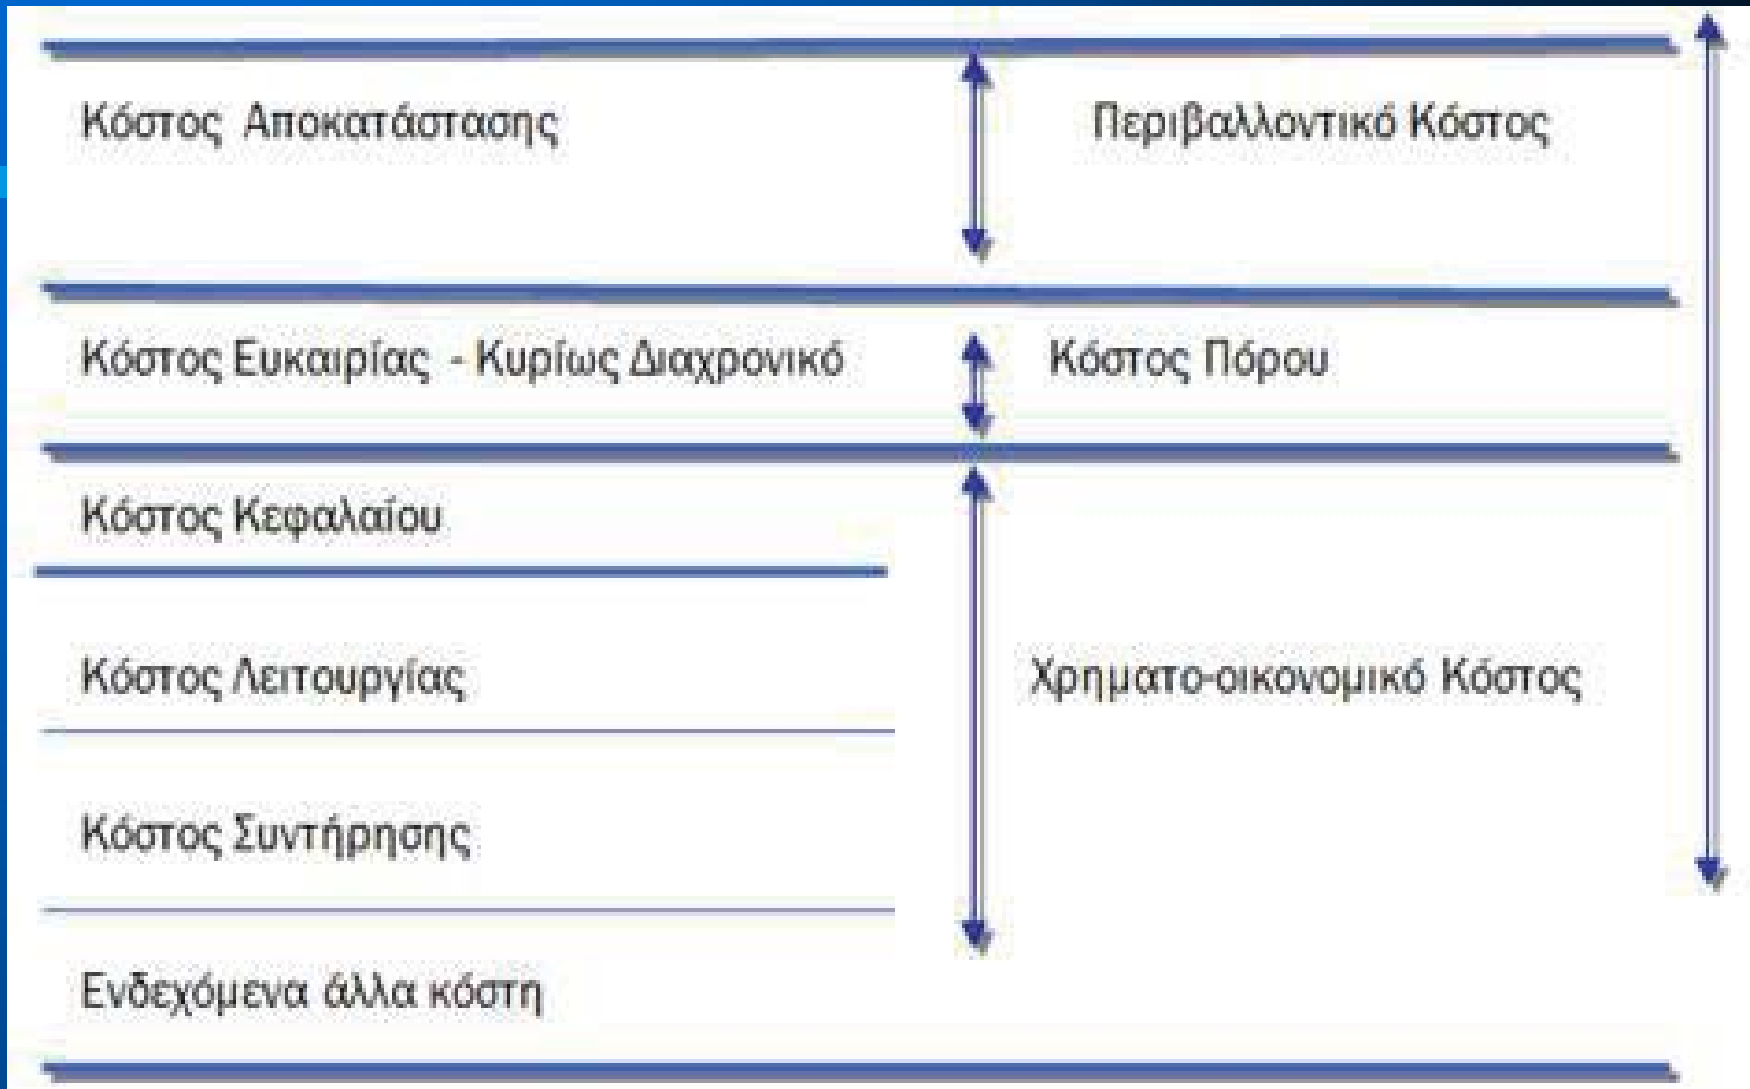 Κόστος Αποκατάστασης
Περιβαλλοντικό Κόστος
Κόστος Ευκαιρίας - Κυρίως Διαχρονικό
Κόστος Πόρου
Κόστος Κεφαλαίου
Κόστος Λειτουργίας
Χρηματο-οικονομικό Κόστος
Κόστος Συντήρησης
Ενδεχόμενα άλλα κόστη